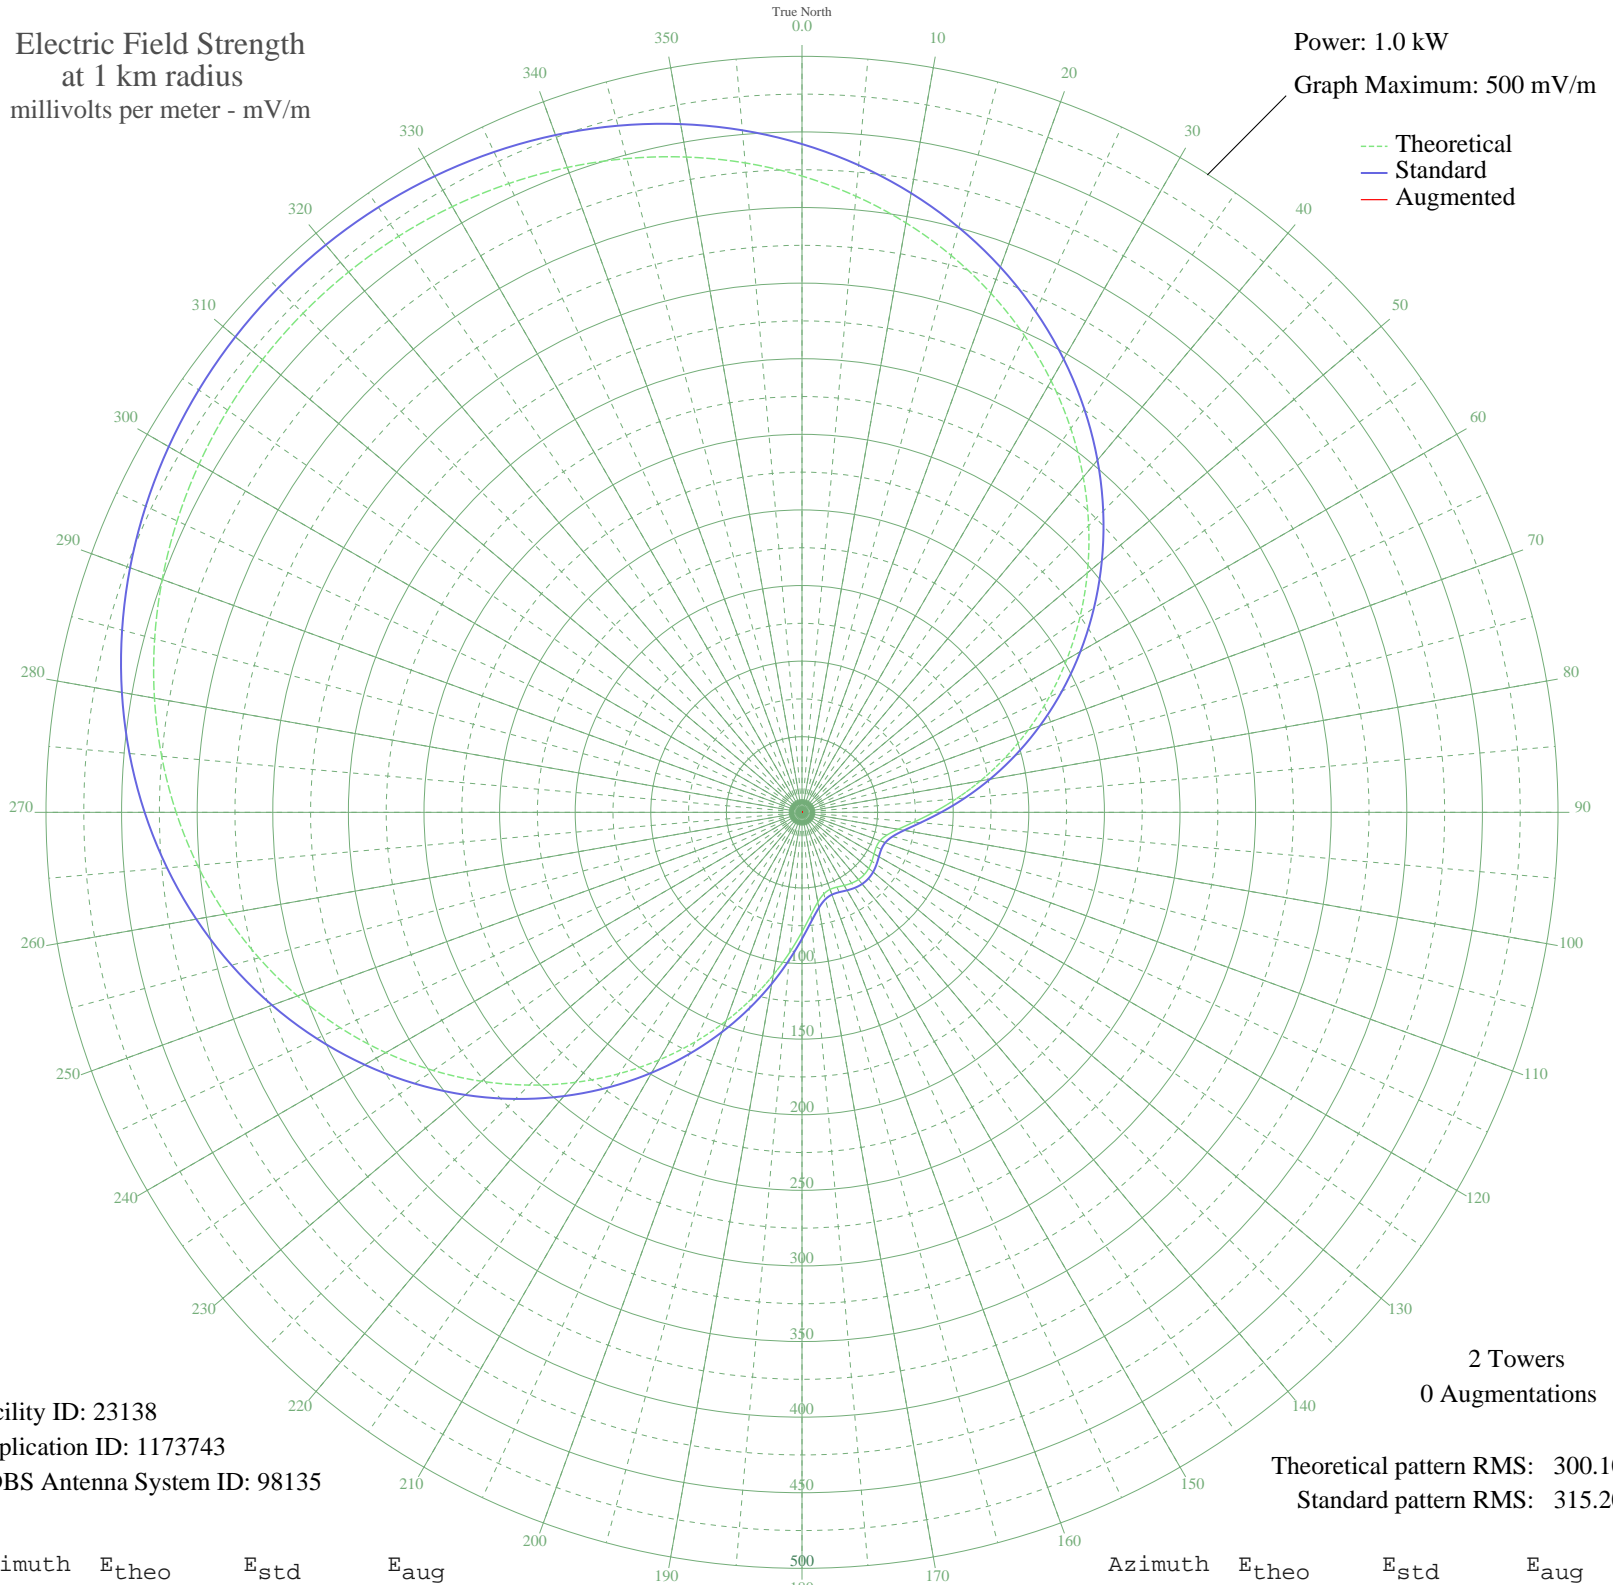 True North
0.0
Electric Field Strength
at 1 km radius
millivolts per meter - mV/m
Power: 1.0 kW
Graph Maximum: 500 mV/m
Theoretical
Standard
Augmented
10
20
30
40
50
60
70
80
90
100
110
120
130
140
150
160
170
190
200
210
220
230
240
250
260
270
280
290
300
310
320
330
340
350
100
150
200
250
300
350
400
450
500
2 Towers
0 Augmentations
cility ID: 23138
plication ID: 1173743
DBS Antenna System ID: 98135
Theoretical pattern RMS: 300.10
Standard pattern RMS: 315.20
imuth Etheo Estd Eaug
Azimuth Etheo Estd Eaug